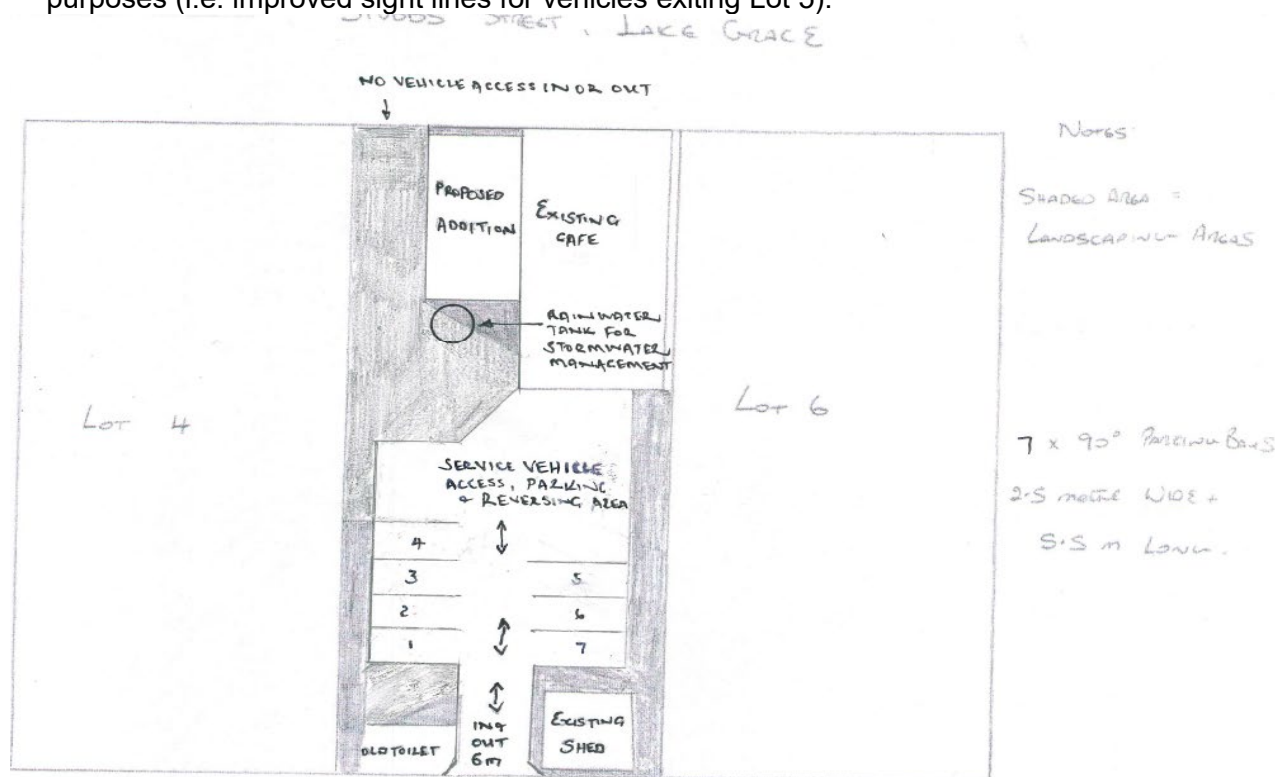 purposes (i.e. improved sight lines for vehicles exiting Lot 5).
STUBBS STREET, LAKE GRACE
NO VEHICLE ACCESS IN OR OUT
NOTES:
SHADED AREA =
LANDSCAPING AREAS
PROPOSED
ADDITION
EXISTING
CAFE
RAINWATER
TANK FOR
STORMWATER
MANAGEMENT
LOT 4
LOT 6
7 x 90° PARKING BAYS
2.5 metre WIDE +
5.5 m LONG.
SERVICE VEHICLE
ACCESS, PARKING
+ REVERSING AREA
4
3
5
2
6
1
7
OLD TOILET
IN +
OUT
6m
EXISTING
SHED